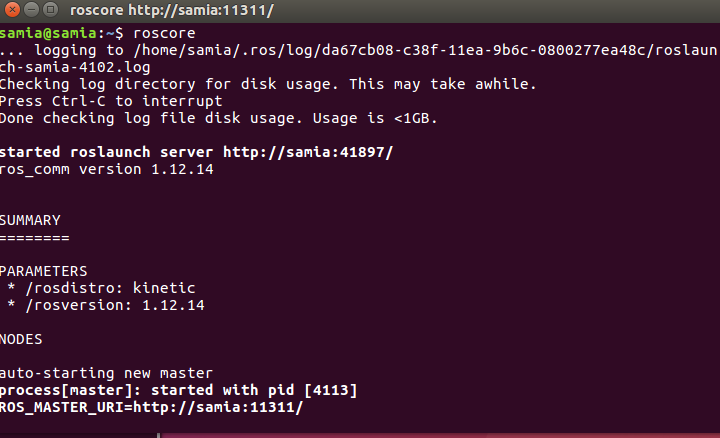 roscore http://samia:11311/
samia@samia:~$ roscore
... logging to /home/samia/.ros/log/da67cb08-c38f-11ea-9b6c-0800277ea48c/roslaun
ch-samia-4102.log
Checking log directory for disk usage. This may take awhile.
Press Ctrl-C to interrupt
Done checking log file disk usage. Usage is <1GB.
started roslaunch server http://samia:41897/
ros_comm version 1.12.14
SUMMARY
========
PARAMETERS
* /rosdistro: kinetic
* /rosversion: 1.12.14
NODES
auto-starting new master
process[master]: started with pid [4113]
ROS_MASTER_URI=http://samia:11311/